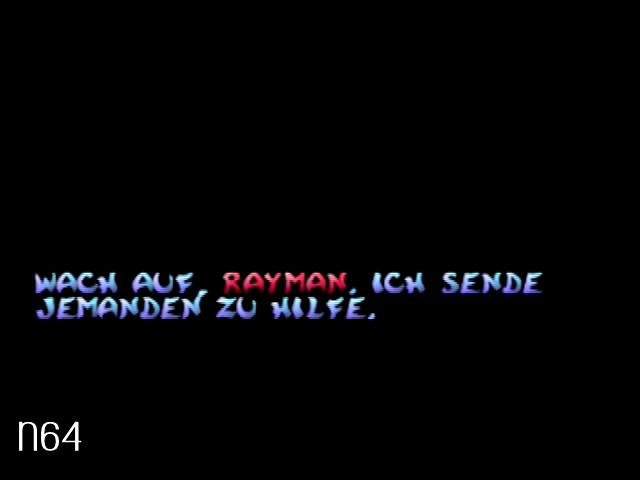 WACH AUF, RAYMAN. ICH SENDE
JEMANDEN ZU HILFE.
N64